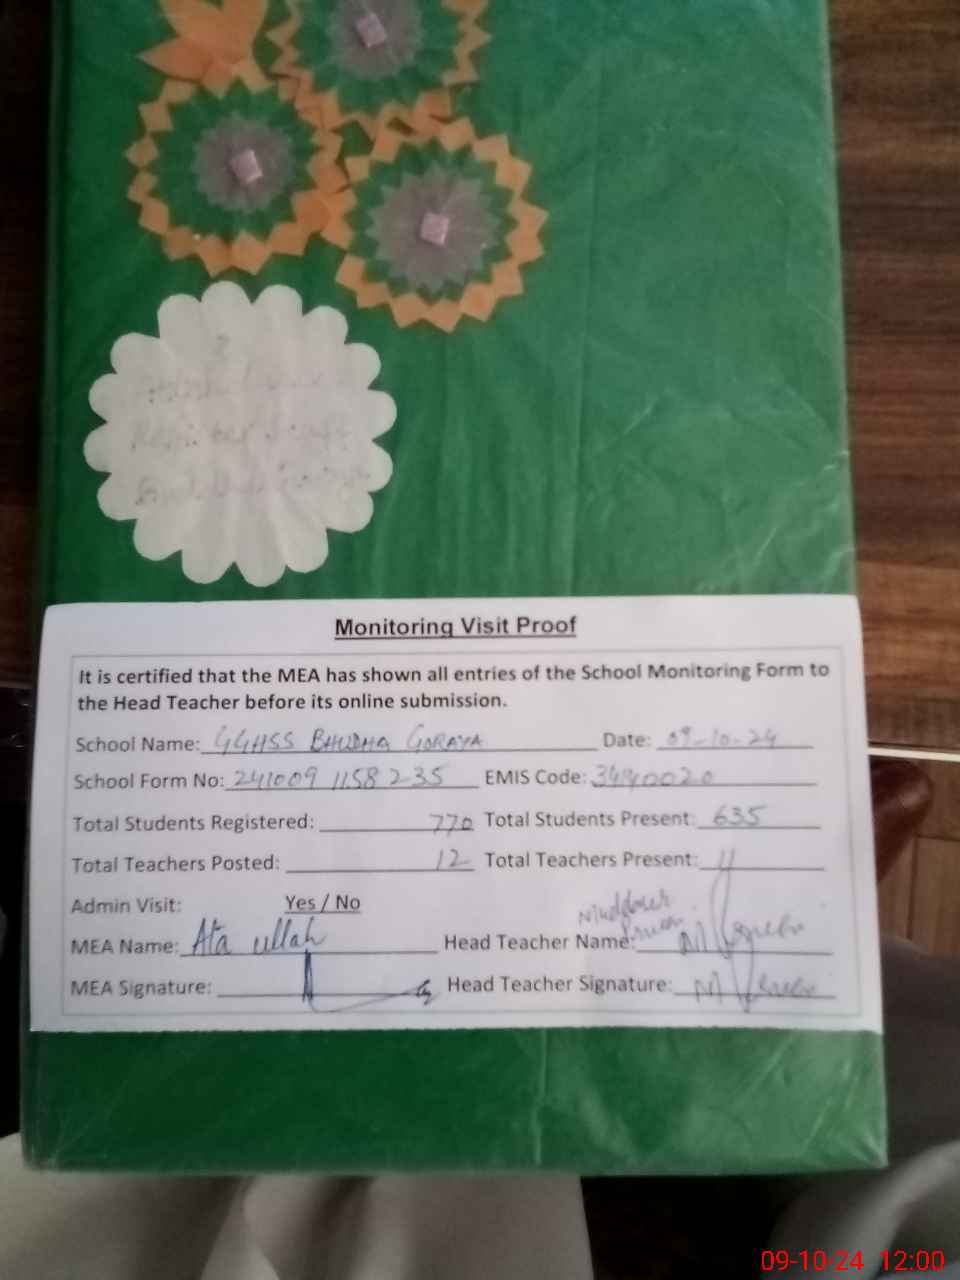 Monitoring Visit Proof
It is certified that the MEA has shown all entries of the School Monitoring Form to
the Head Teacher before its online submission.
School Name: GGHSS BHUDHA GORAYA Date: 09-10-24
School Form No: 241009 1158 235 EMIS Code: 3440020
Total Students Registered: 770 Total Students Present: 635
Total Teachers Posted: 12 Total Teachers Present: 11
Admin Visit: Yes / No
MEA Name: Ata ullah Head Teacher Name:
MEA Signature: Head Teacher Signature:
09-10-24 12:00